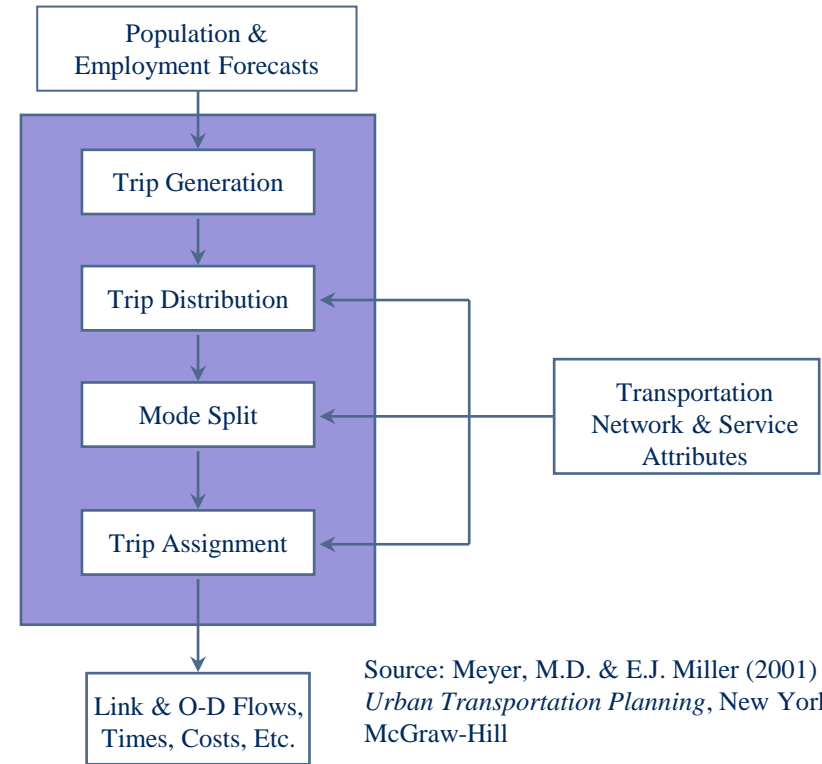 Population &
Employment Forecasts
Trip Generation
Trip Distribution
Mode Split
Trip Assignment
Transportation
Network & Service
Attributes
Link & O-D Flows,
Times, Costs, Etc.
Source: Meyer, M.D. & E.J. Miller (2001)
Urban Transportation Planning, New York
McGraw-Hill